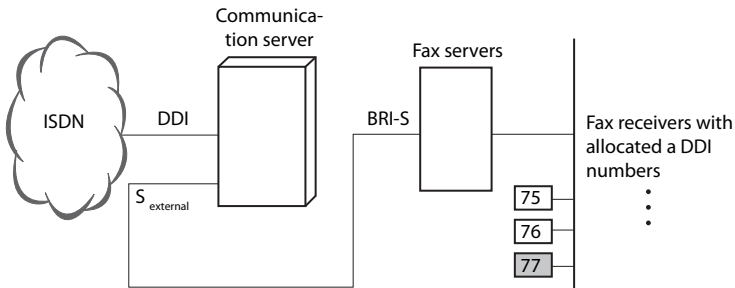 Communica-
tion server
Fax servers
ISDN
DDI
BRI-S
Fax receivers with
allocated a DDI
numbers
S external
75
76
77